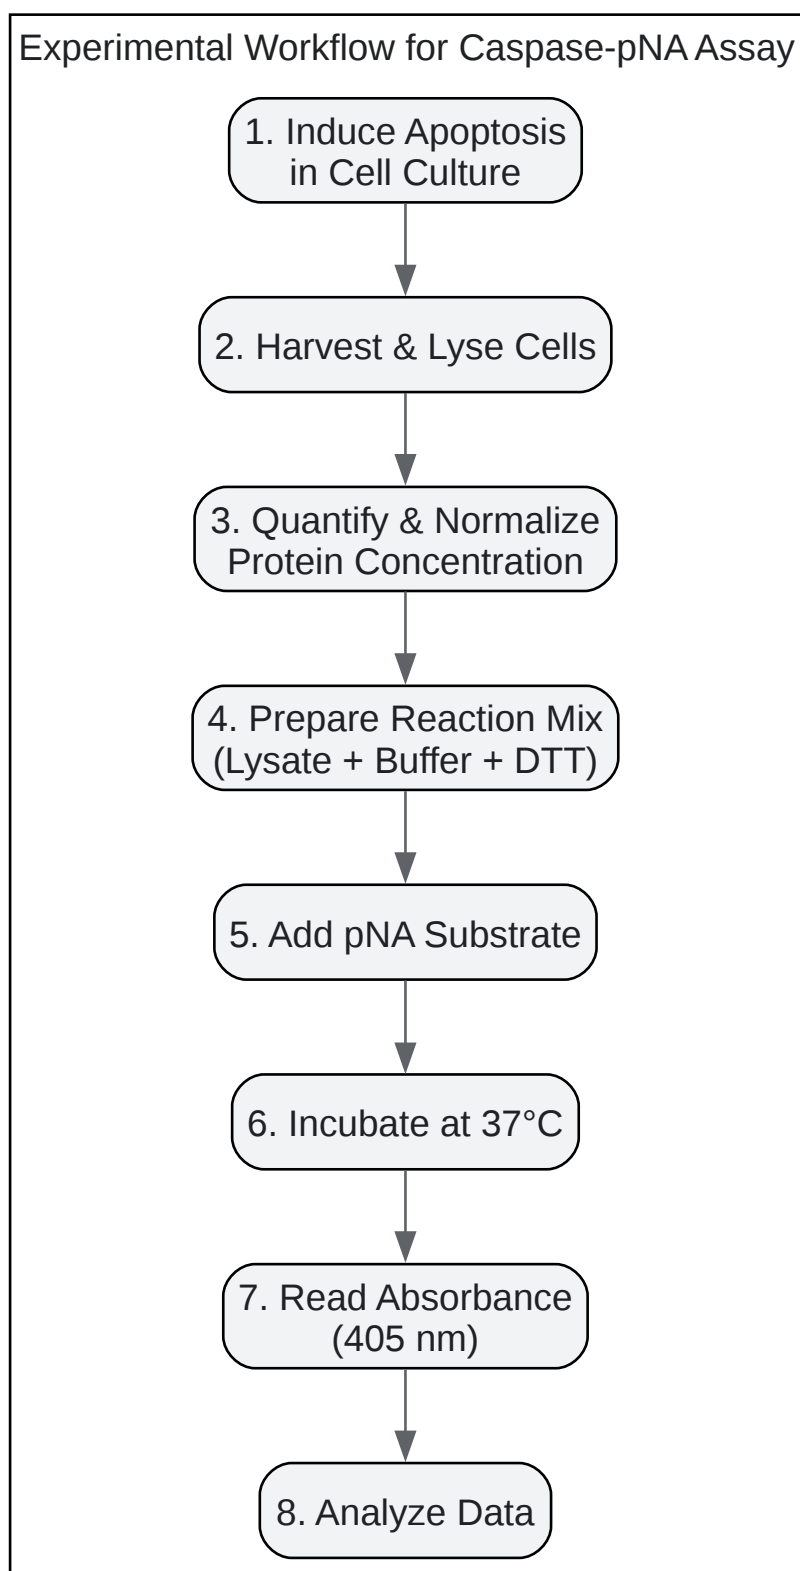 Experimental Workflow for Caspase-pNA Assay
1. Induce Apoptosis
in Cell Culture
2. Harvest & Lyse Cells
3. Quantify & Normalize
Protein Concentration
4. Prepare Reaction Mix
(Lysate + Buffer + DTT)
5. Add pNA Substrate
6. Incubate at 37°C
7. Read Absorbance
(405 nm)
8. Analyze Data